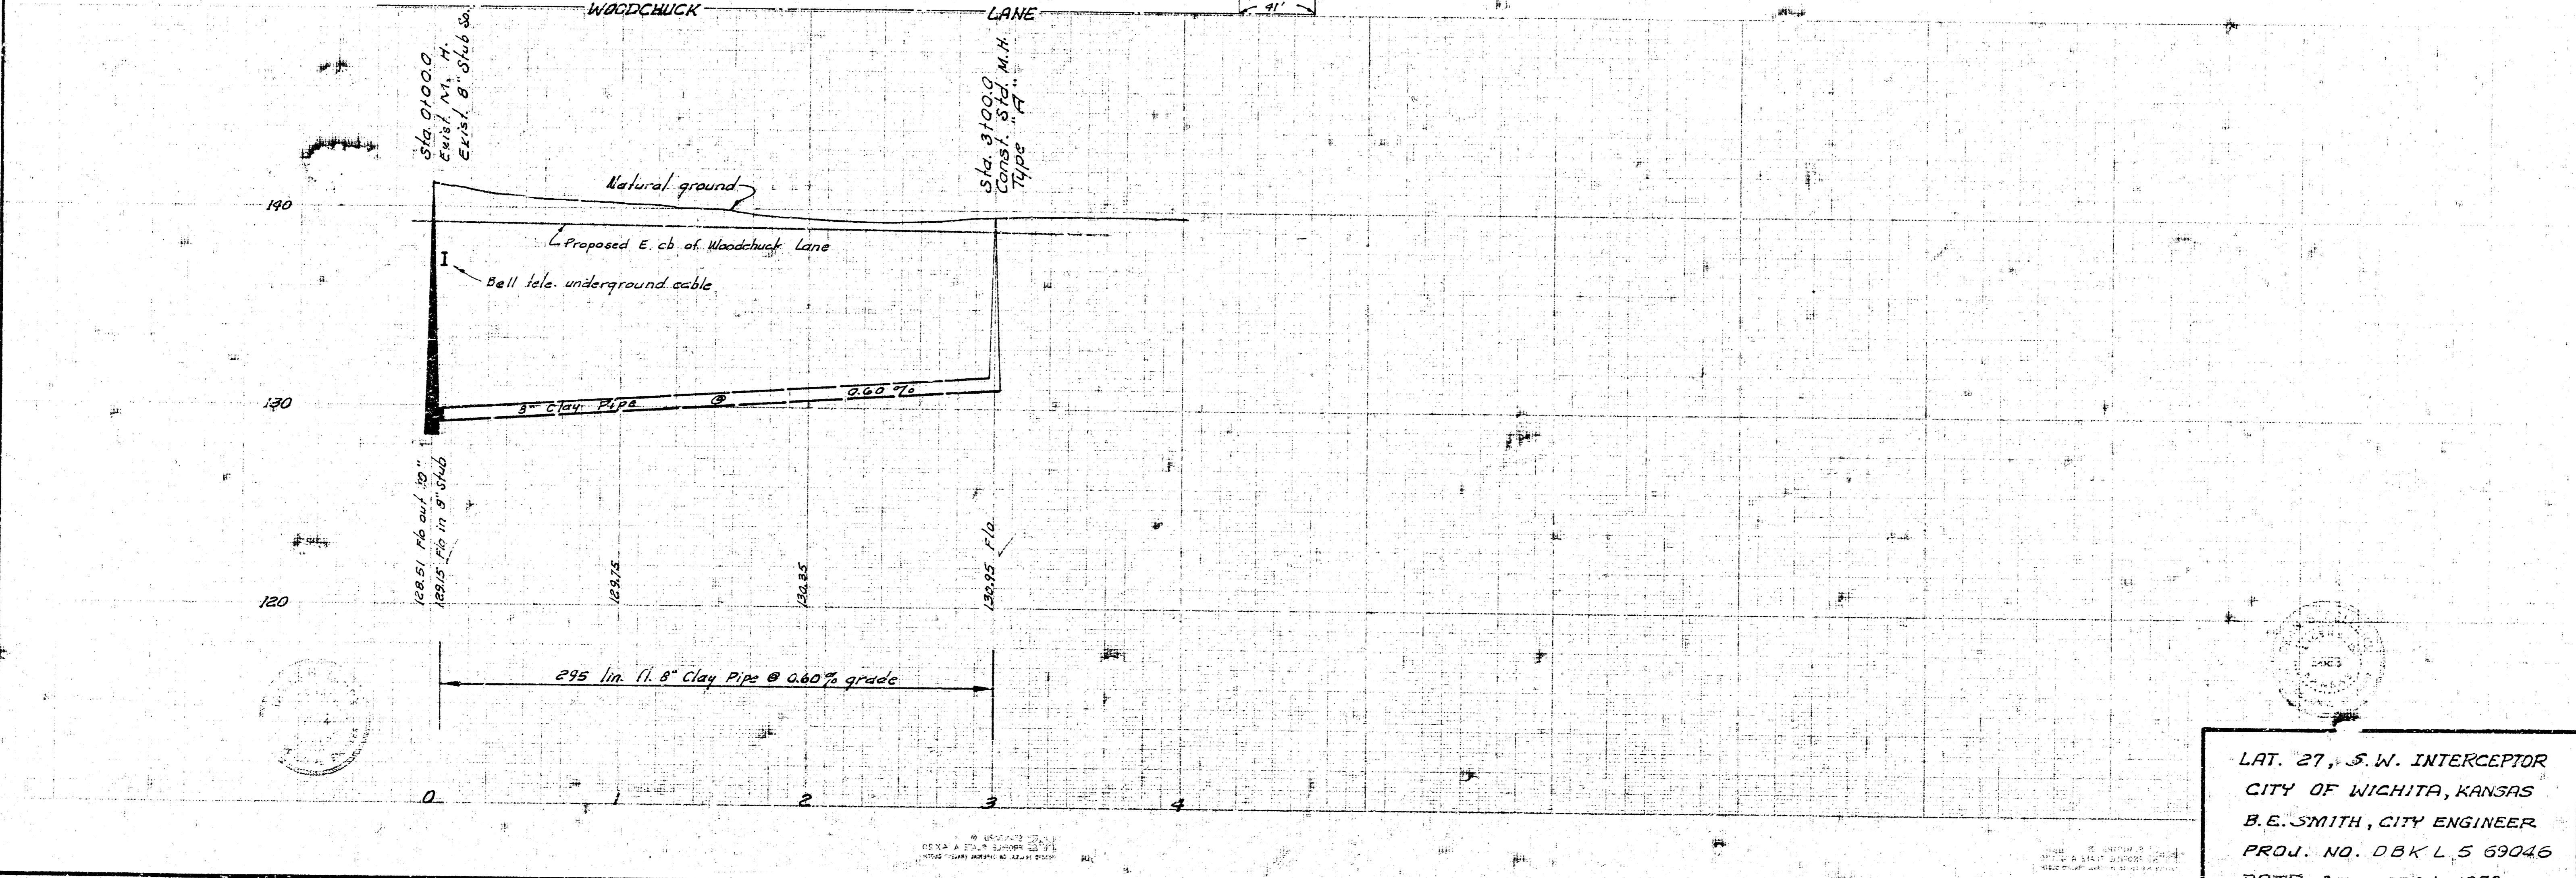 WOODCHUCK LANE
41'
Sta. 0+00.0
Exist. M. H.
Exist. 8" Stub So.
Sta. 3+00.0
Const. Std. M.H.
Type "A"
Natural ground
140
Proposed E. cb of Woodchuck Lane
Bell tele. underground cable
130
8" Clay Pipe @ 0.60 %
128.51 Flo out 10"
129.15 Flo in 8" Stub
129.75
130.35
130.95 Flo.
120
295 lin. ft. 8" Clay Pipe @ 0.60% grade
0 1 2 3 4
LAT. 27, S.W. INTERCEPTOR
CITY OF WICHITA, KANSAS
B.E. SMITH, CITY ENGINEER
PROJ. NO. DBKLS 69046